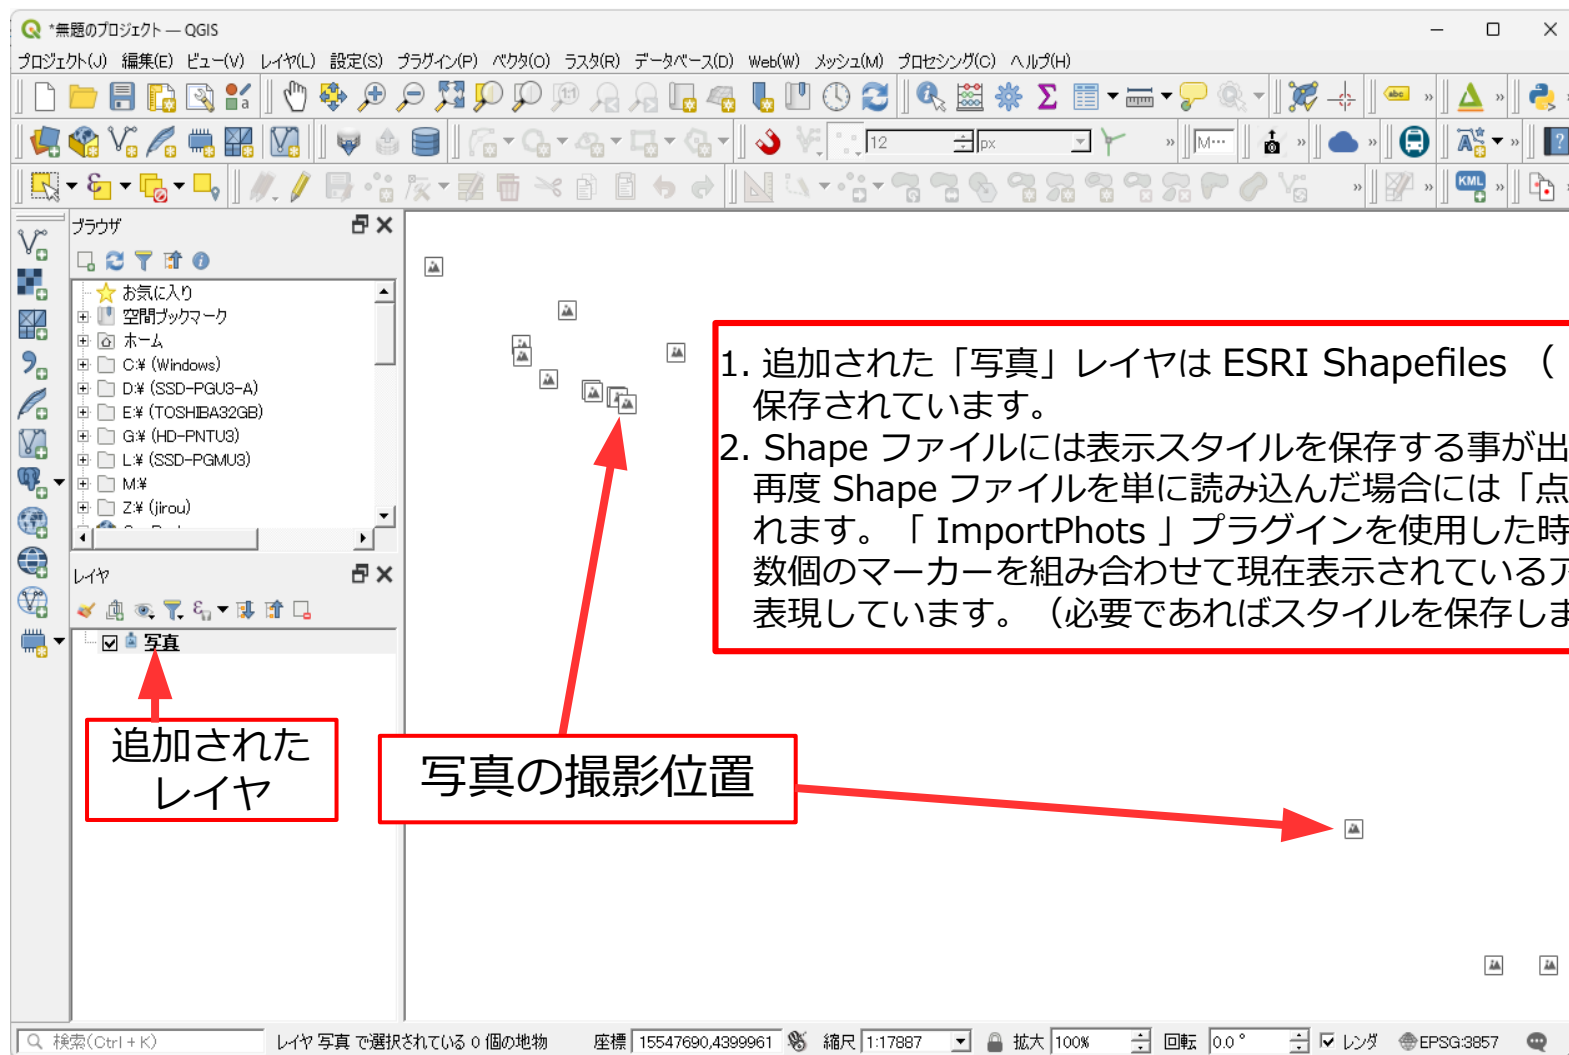 *無題のプロジェクト — QGIS
プロジェクト(J) 編集(E) ビュー(V) レイヤ(L) 設定(S) プラグイン(P) ベクタ(O) ラスタ(R) データベース(D) Web(W) メッシュ(M) プロセシング(C) ヘルプ(H)
12
px
M…
abc
KML
ブラウザ
お気に入り
空間ブックマーク
ホーム
C:¥ (Windows)
D:¥ (SSD-PGU3-A)
E:¥ (TOSHIBA32GB)
G:¥ (HD-PNTU3)
L:¥ (SSD-PGMU3)
M:¥
Z:¥ (jirou)
レイヤ
写真
追加された
レイヤ
写真の撮影位置
1. 追加された「写真」レイヤは ESRI Shapefiles （
保存されています。
2. Shape ファイルには表示スタイルを保存する事が出
再度 Shape ファイルを単に読み込んだ場合には「点
れます。「 ImportPhots 」プラグインを使用した時
数個のマーカーを組み合わせて現在表示されているア
表現しています。（必要であればスタイルを保存しま
検索(Ctrl + K)
レイヤ 写真 で選択されている 0 個の地物
座標 15547690,4399961
縮尺 1:17887
拡大 100%
回転 0.0 °
レンダ
EPSG:3857